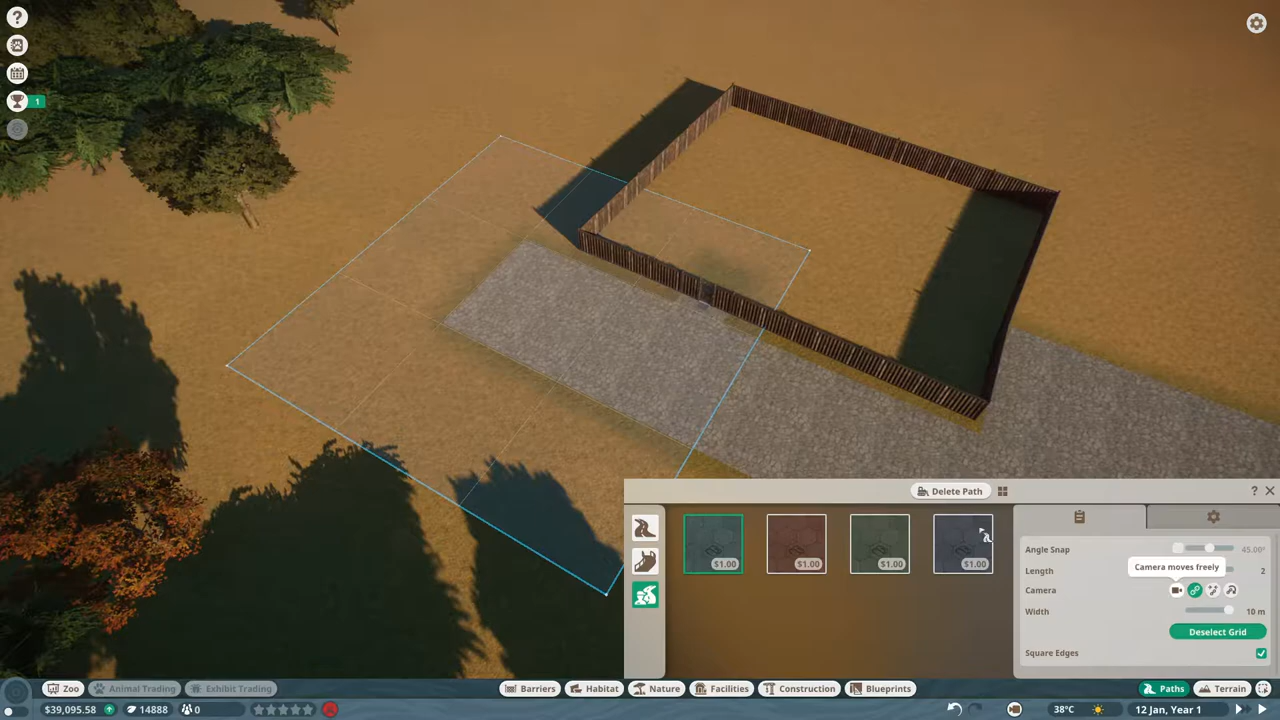 ?
1
Delete Path
?
$1.00
$1.00
$1.00
$1.00
Angle Snap 45.00°
Camera moves freely
Length 2
Camera
Width 10 m
Deselect Grid
Square Edges
Zoo
Animal Trading
Exhibit Trading
Barriers
Habitat
Nature
Facilities
Construction
Blueprints
Paths
Terrain
$39,095.58
14888
0
38°C
12 Jan, Year 1